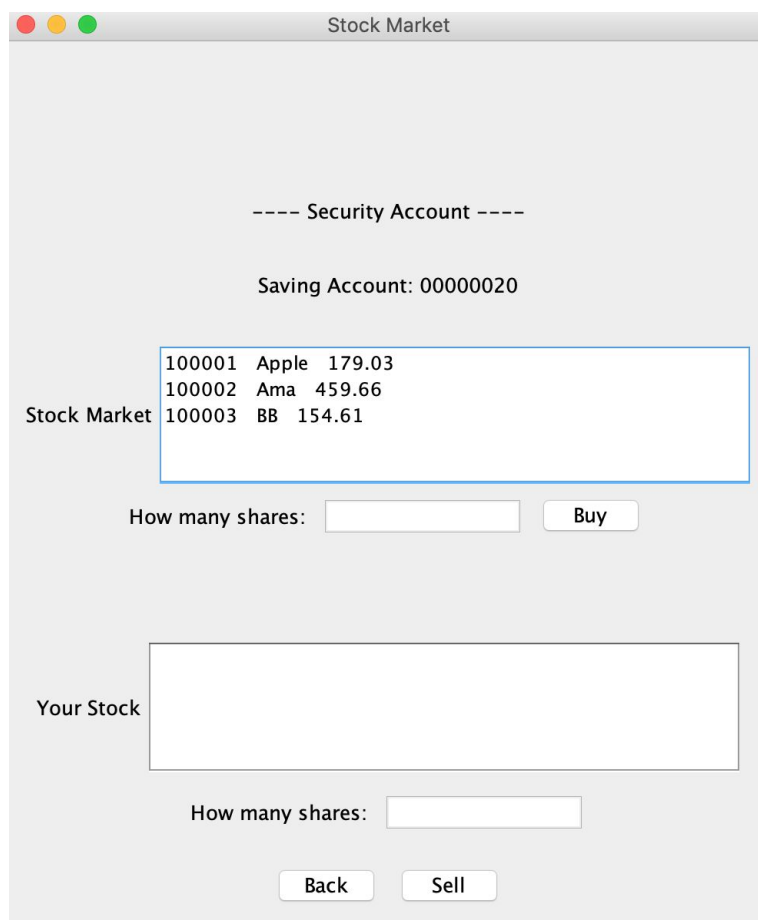 Stock Market
---- Security Account ----
Saving Account: 00000020
Stock Market
100001 Apple 179.03
100002 Ama 459.66
100003 BB 154.61
How many shares:
Buy
Your Stock
How many shares:
Back
Sell